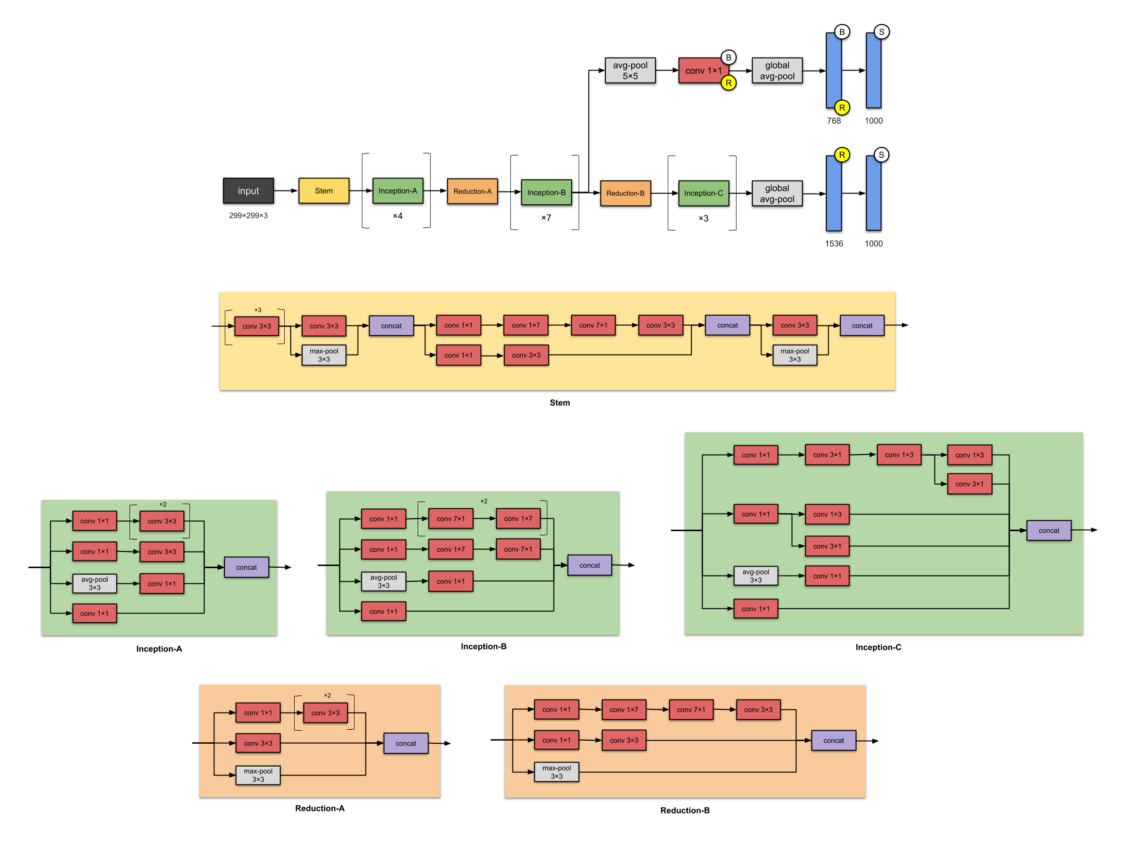 avg-pool
5×5
conv 1×1
B
R
global
avg-pool
B
R
768
S
1000
input
299×299×3
Stem
Inception-A
×4
Reduction-A
Inception-B
×7
Reduction-B
Inception-C
×3
global
avg-pool
R
1536
S
1000
×3
conv 3×3
conv 3×3
max-pool
3×3
concat
conv 1×1
conv 1×7
conv 7×1
conv 3×3
conv 1×1
conv 3×3
concat
conv 3×3
max-pool
3×3
concat
Stem
×2
conv 1×1
conv 3×3
conv 1×1
conv 3×3
avg-pool
3×3
conv 1×1
conv 1×1
concat
Inception-A
×2
conv 1×1
conv 7×1
conv 1×7
conv 1×1
conv 1×7
conv 7×1
avg-pool
3×3
conv 1×1
conv 1×1
concat
Inception-B
conv 1×1
conv 3×1
conv 1×3
conv 1×3
conv 3×1
conv 1×1
conv 1×3
conv 3×1
avg-pool
3×3
conv 1×1
conv 1×1
concat
Inception-C
×2
conv 1×1
conv 3×3
conv 3×3
max-pool
3×3
concat
Reduction-A
conv 1×1
conv 1×7
conv 7×1
conv 3×3
conv 1×1
conv 3×3
max-pool
3×3
concat
Reduction-B